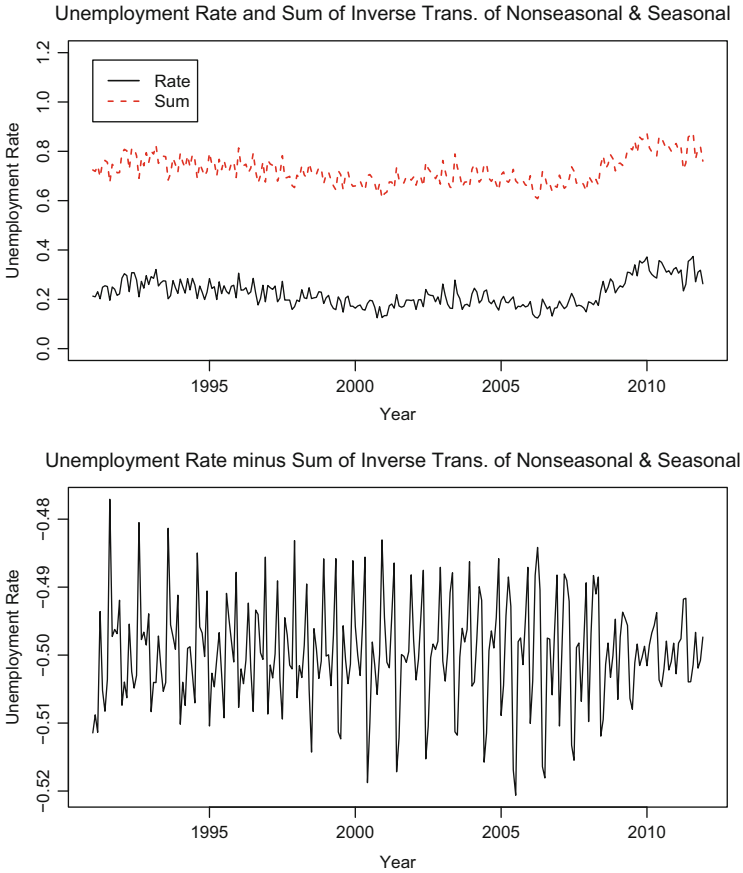 Unemployment Rate and Sum of Inverse Trans. of Nonseasonal & Seasonal
Unemployment Rate
1.2
1.0
0.8
0.6
0.4
0.2
0.0
Rate
Sum
1995 2000 2005 2010
Year
Unemployment Rate minus Sum of Inverse Trans. of Nonseasonal & Seasonal
Unemployment Rate
−0.48
−0.49
−0.50
−0.51
−0.52
1995 2000 2005 2010
Year